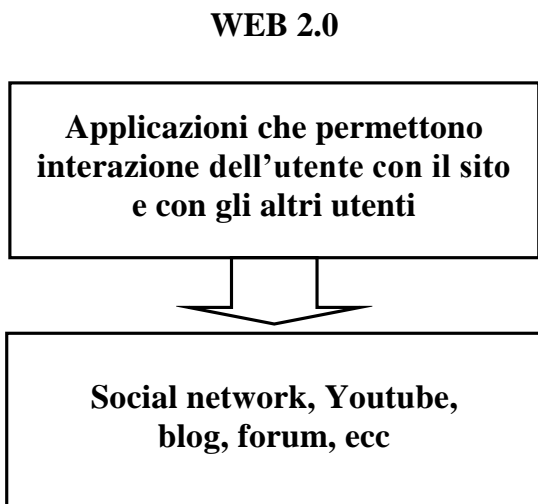 WEB 2.0
Applicazioni che permettono
interazione dell’utente con il sito
e con gli altri utenti
Social network, Youtube,
blog, forum, ecc